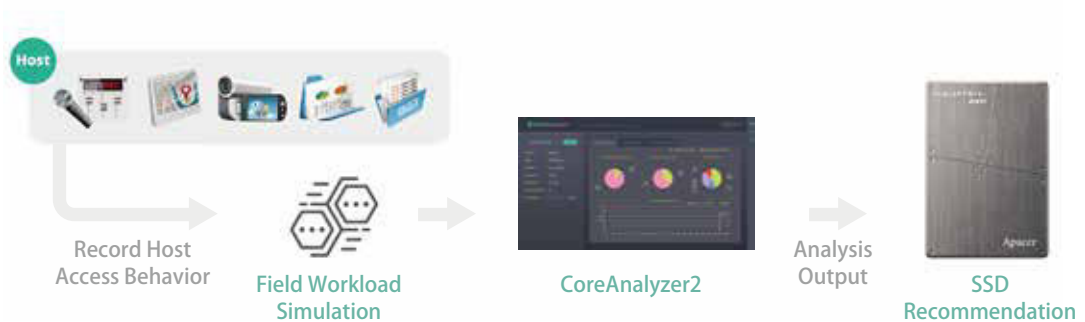 Host
Record Host
Access Behavior
Field Workload
Simulation
CoreAnalyzer2
Analysis
Output
Apacer
SSD
Recommendation